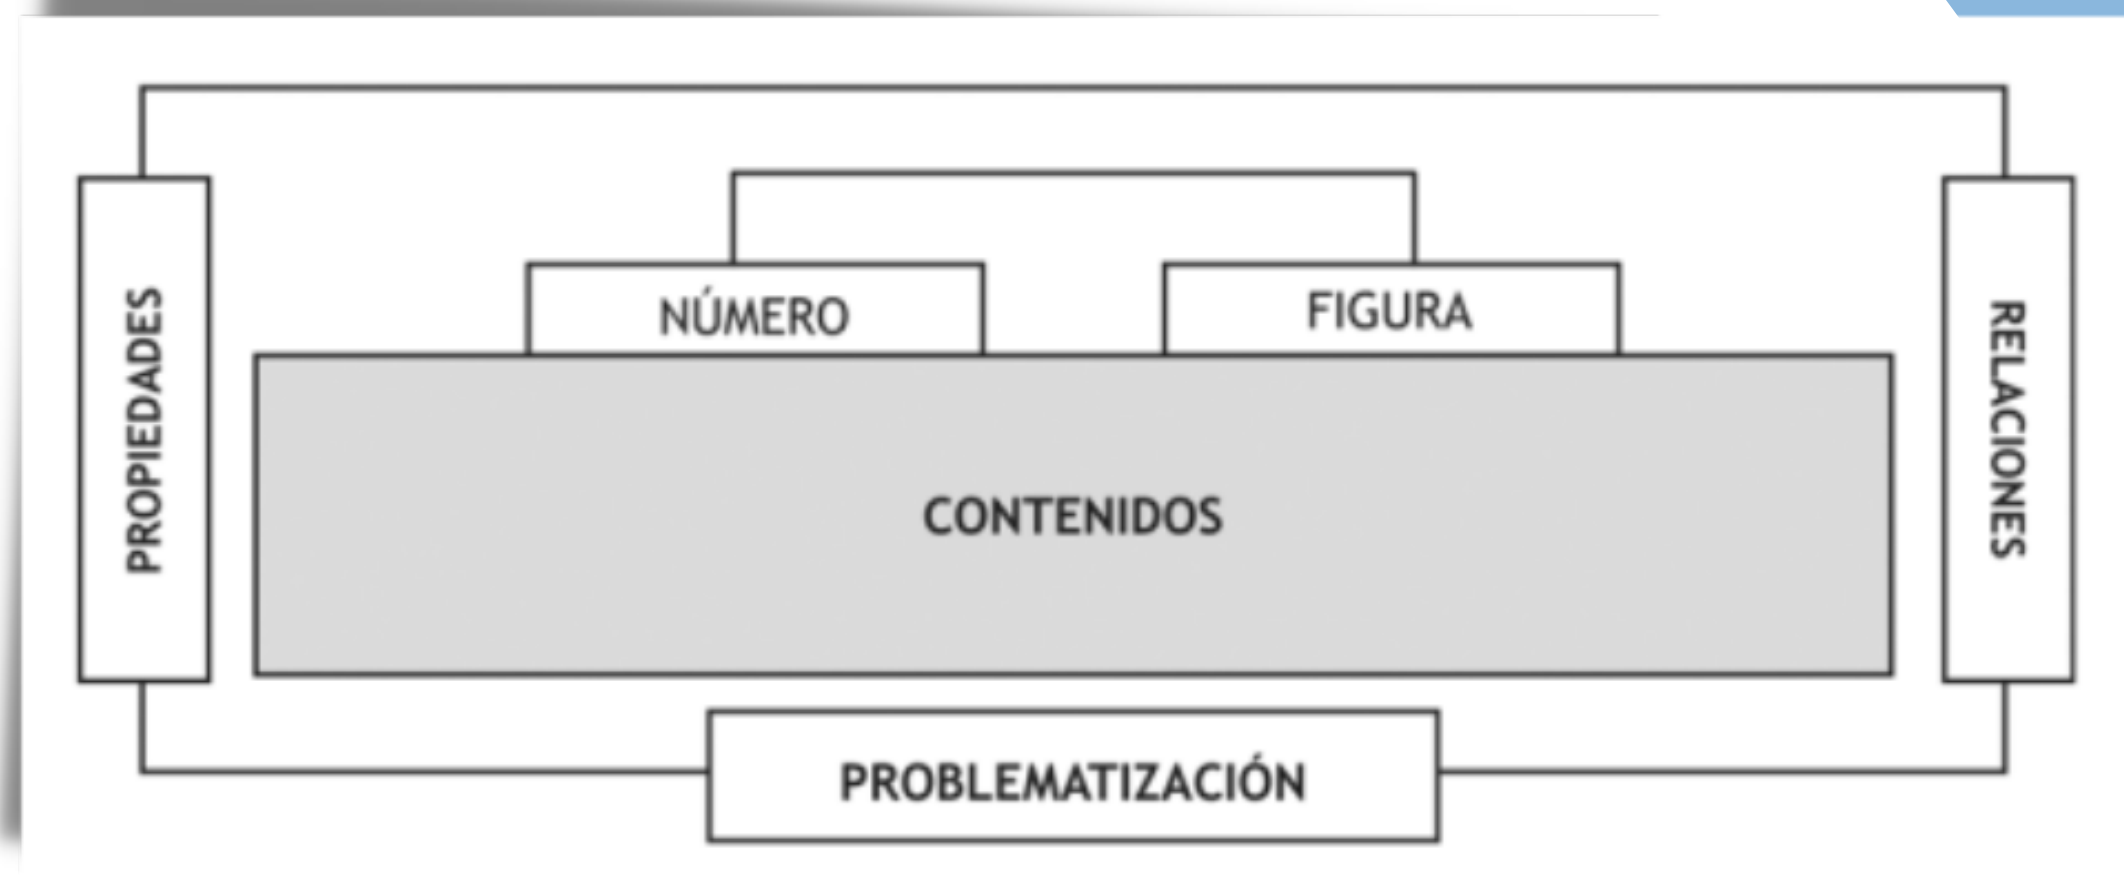 NÚMERO
FIGURA
PROPIEDADES
CONTENIDOS
RELACIONES
PROBLEMATIZACIÓN